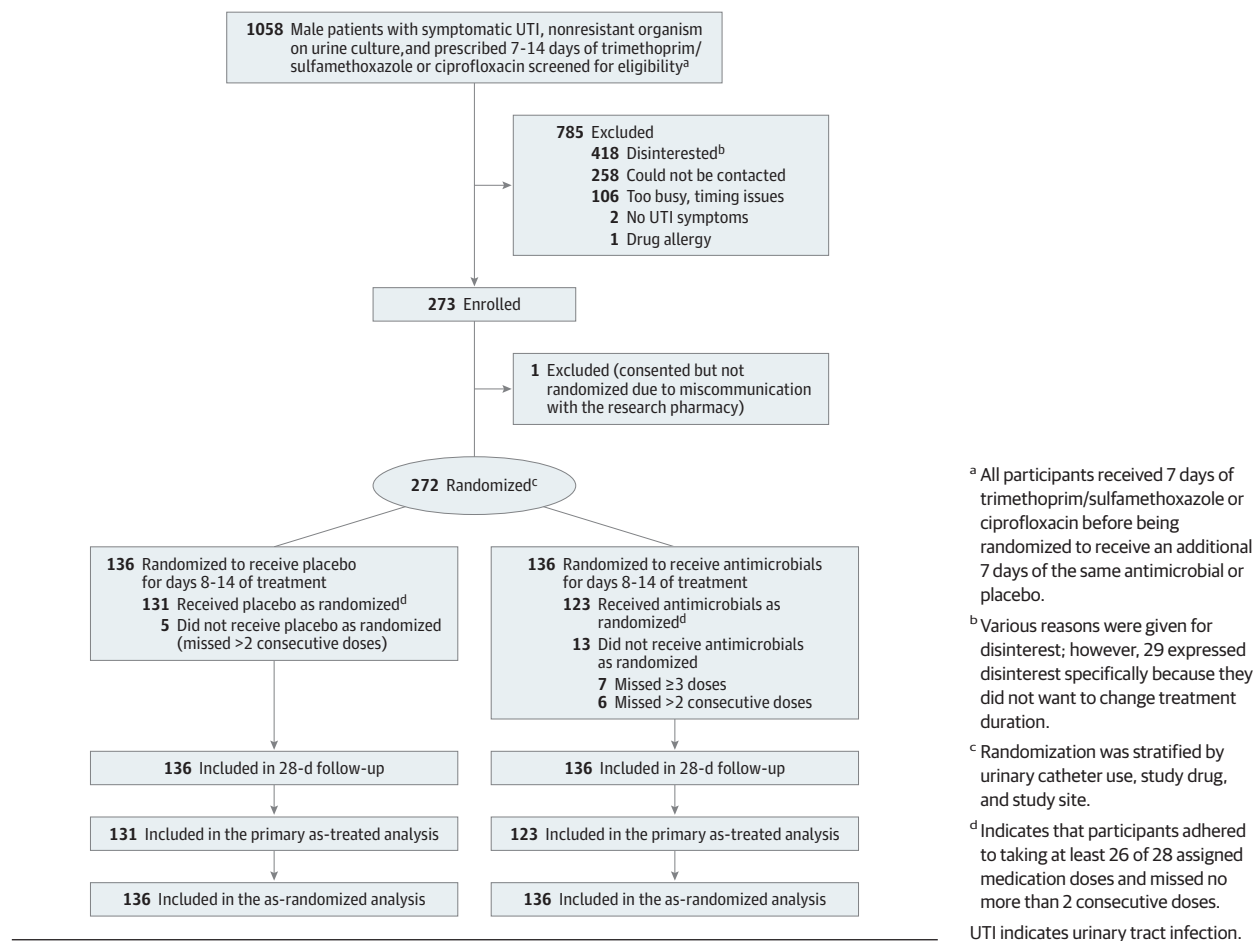 1058 Male patients with symptomatic UTI, nonresistant organism
on urine culture,and prescribed 7-14 days of trimethoprim/
sulfamethoxazole or ciprofloxacin screened for eligibilityᵃ
785 Excluded
418 Disinterestedᵇ
258 Could not be contacted
106 Too busy, timing issues
2 No UTI symptoms
1 Drug allergy
273 Enrolled
1 Excluded (consented but not
randomized due to miscommunication
with the research pharmacy)
272 Randomizedᶜ
136 Randomized to receive placebo
for days 8-14 of treatment
131 Received placebo as randomizedᵈ
5 Did not receive placebo as randomized
(missed >2 consecutive doses)
136 Randomized to receive antimicrobials
for days 8-14 of treatment
123 Received antimicrobials as
randomizedᵈ
13 Did not receive antimicrobials
as randomized
7 Missed ≥3 doses
6 Missed >2 consecutive doses
136 Included in 28-d follow-up
136 Included in 28-d follow-up
131 Included in the primary as-treated analysis
123 Included in the primary as-treated analysis
136 Included in the as-randomized analysis
136 Included in the as-randomized analysis
ᵃ All participants received 7 days of
trimethoprim/sulfamethoxazole or
ciprofloxacin before being
randomized to receive an additional
7 days of the same antimicrobial or
placebo.
ᵇ Various reasons were given for
disinterest; however, 29 expressed
disinterest specifically because they
did not want to change treatment
duration.
ᶜ Randomization was stratified by
urinary catheter use, study drug,
and study site.
ᵈ Indicates that participants adhered
to taking at least 26 of 28 assigned
medication doses and missed no
more than 2 consecutive doses.
UTI indicates urinary tract infection.